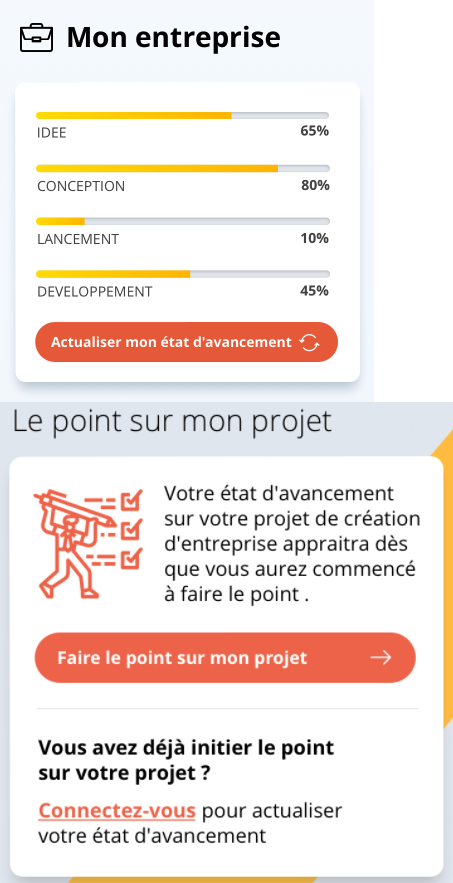 Mon entreprise
IDEE 65%
CONCEPTION 80%
LANCEMENT 10%
DEVELOPPEMENT 45%
Actualiser mon état d'avancement
Le point sur mon projet
Votre état d'avancement
sur votre projet de création
d'entreprise appraitra dès
que vous aurez commencé
à faire le point .
Faire le point sur mon projet
Vous avez déjà initier le point
sur votre projet ?
Connectez-vous pour actualiser
votre état d'avancement